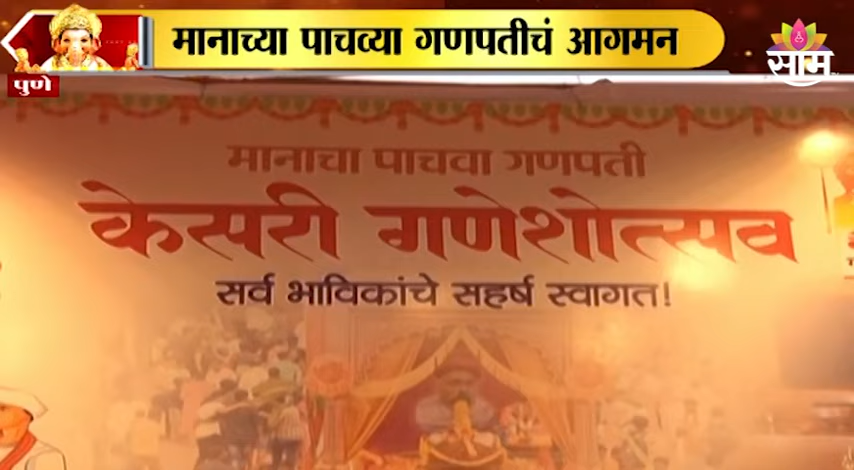 मानाच्या पाचव्या गणपतीचं आगमन
साम
पुणे
मानाचा पाचवा गणपती
केसरी गणेशोत्सव
सर्व भाविकांचे सहर्ष स्वागत!